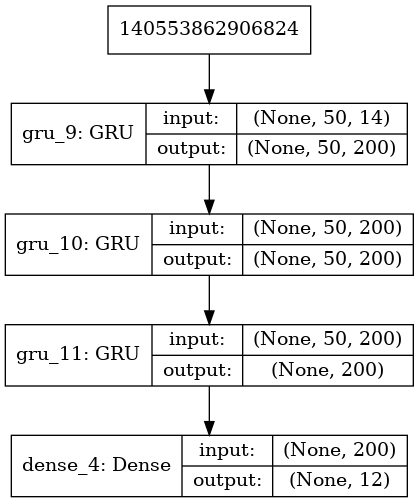 140553862906824
gru_9: GRU
input: (None, 50, 14)
output: (None, 50, 200)
gru_10: GRU
input: (None, 50, 200)
output: (None, 50, 200)
gru_11: GRU
input: (None, 50, 200)
output: (None, 200)
dense_4: Dense
input: (None, 200)
output: (None, 12)